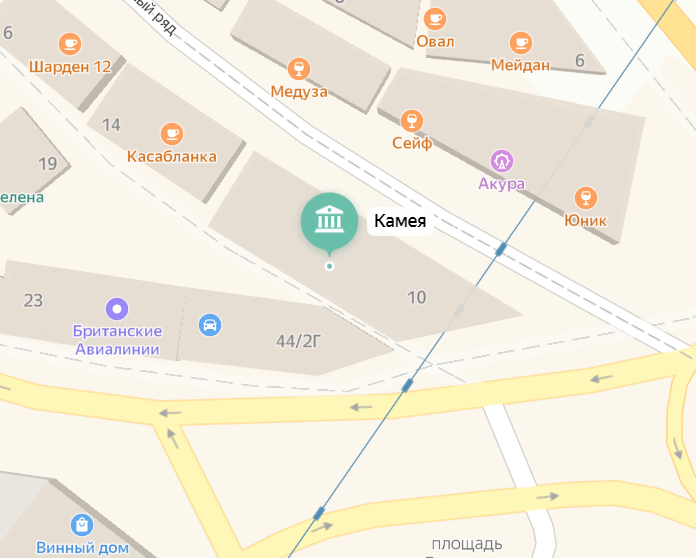 ный ряд
6
Шарден 12
Овал
Мейдан
6
Медуза
14
Касабланка
Сейф
19
елена
Акура
Юник
Камея
10
23
Британские
Авиалинии
44/2Г
Винный дом
площадь